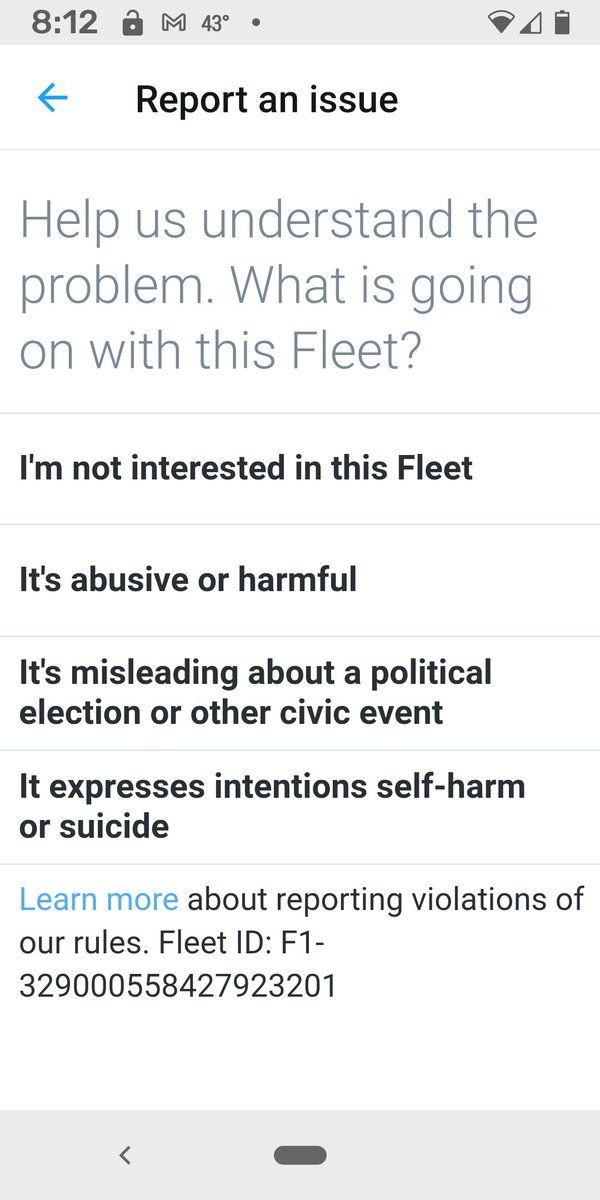 8:12 43°
Report an issue
Help us understand the
problem. What is going
on with this Fleet?
I'm not interested in this Fleet
It's abusive or harmful
It's misleading about a political
election or other civic event
It expresses intentions self-harm
or suicide
Learn more about reporting violations of
our rules. Fleet ID: F1-
329000558427923201